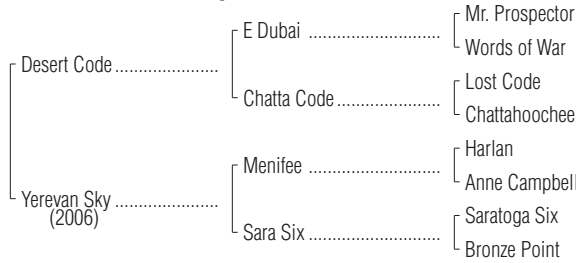 Mr. Prospector
E Dubai ........................
Words of War
Desert Code .....................
Lost Code
Chatta Code ...................
Chattahoochee
Harlan
Menifee ........................
Anne Campbell
Yerevan Sky .....................
(2006)
Saratoga Six
Sara Six ........................
Bronze Point